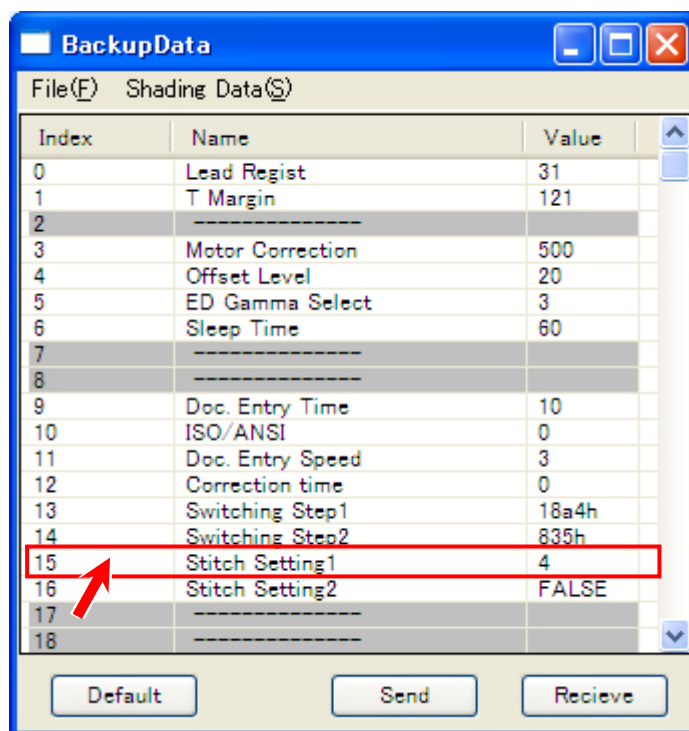 BackupData
File(F) Shading Data(S)
Index Name Value
0 Lead Regist 31
1 T Margin 121
2 --------------
3 Motor Correction 500
4 Offset Level 20
5 ED Gamma Select 3
6 Sleep Time 60
7 --------------
8 --------------
9 Doc. Entry Time 10
10 ISO/ANSI 0
11 Doc. Entry Speed 3
12 Correction time 0
13 Switching Step1 18a4h
14 Switching Step2 835h
15 Stitch Setting1 4
16 Stitch Setting2 FALSE
17 --------------
18 --------------
Default Send Recieve